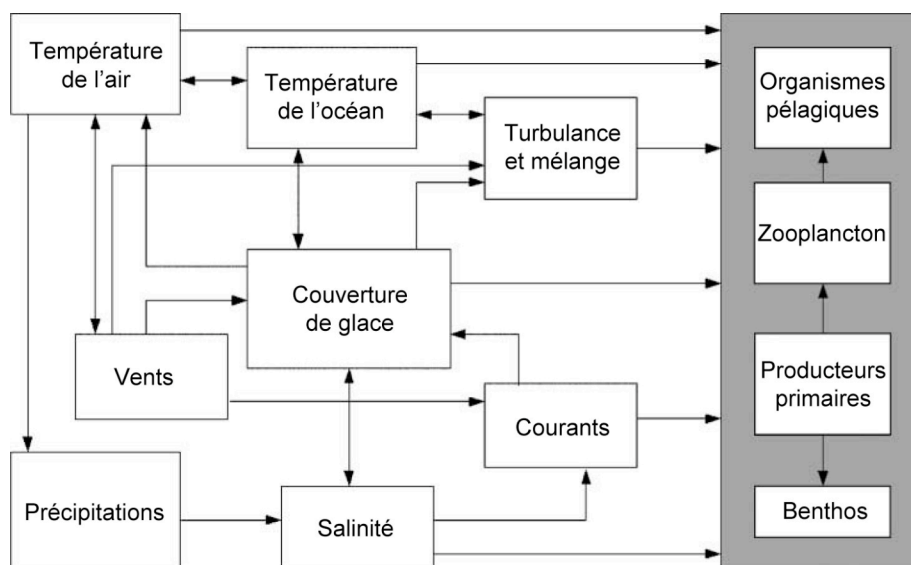 Température
de l'air
Température
de l'océan
Turbulance
et mélange
Couverture
de glace
Vents
Courants
Précipitations
Salinité
Organismes
pélagiques
Zooplancton
Producteurs
primaires
Benthos